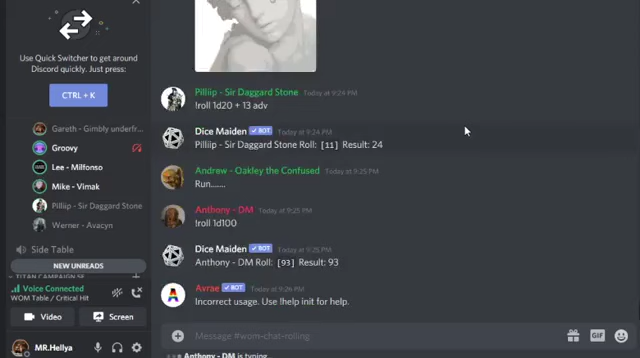 Use Quick Switcher to get around
Discord quickly. Just press:
CTRL + K
Gareth - Gimbly underfr...
Groovy
Lee - Milfonso
Mike - Vimak
Pilliip - Sir Daggard Stone
Werner - Avacyn
Side Table
NEW UNREADS
Voice Connected
WOM Table / Critical Hit
Video
Screen
MR.Hellya
Pilliip - Sir Daggard Stone Today at 9:24 PM
!roll 1d20 + 13 adv
Dice Maiden BOT Today at 9:24 PM
Pilliip - Sir Daggard Stone Roll: [11] Result: 24
Andrew - Oakley the Confused Today at 9:25 PM
Run.......
Anthony - DM Today at 9:25 PM
!roll 1d100
Dice Maiden BOT Today at 9:25 PM
Anthony - DM Roll: [93] Result: 93
Avrae BOT Today at 9:26 PM
Incorrect usage. Use !help init for help.
Message #wom-chat-rolling
GIF
Anthony - DM is typing